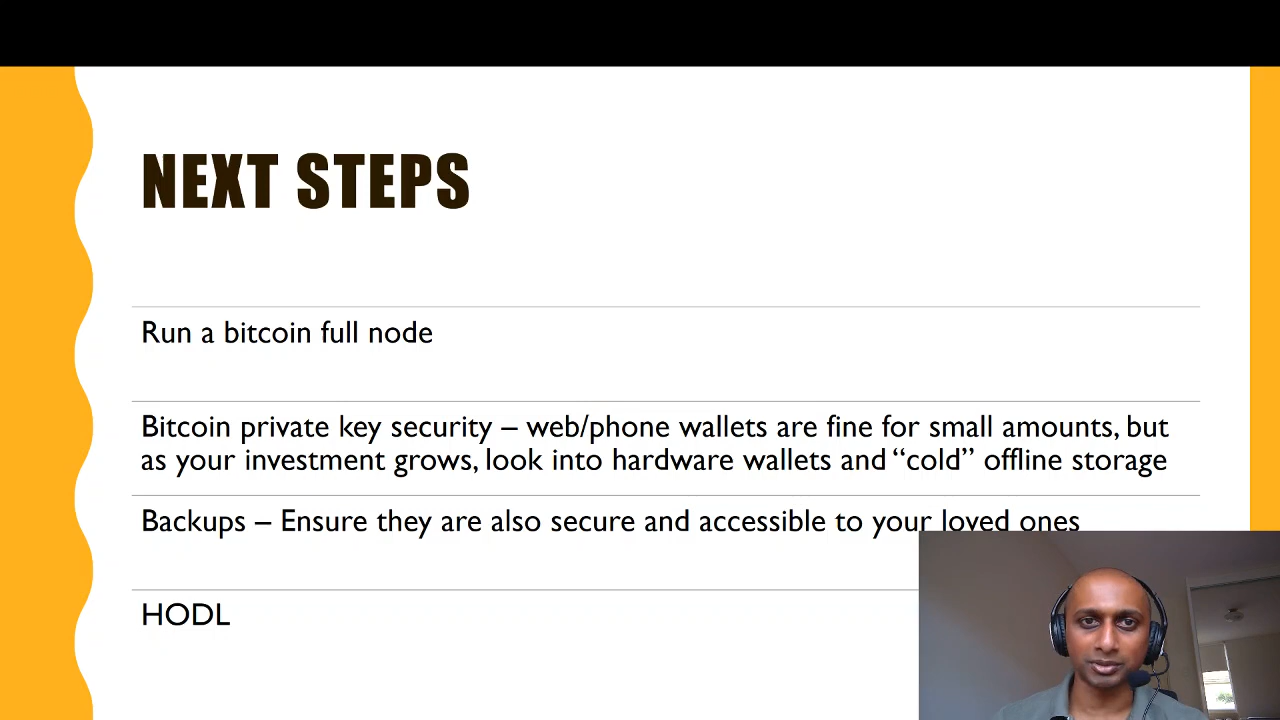 NEXT STEPS
Run a bitcoin full node
Bitcoin private key security – web/phone wallets are fine for small amounts, but
as your investment grows, look into hardware wallets and “cold” offline storage
Backups – Ensure they are also secure and accessible to your loved ones
HODL